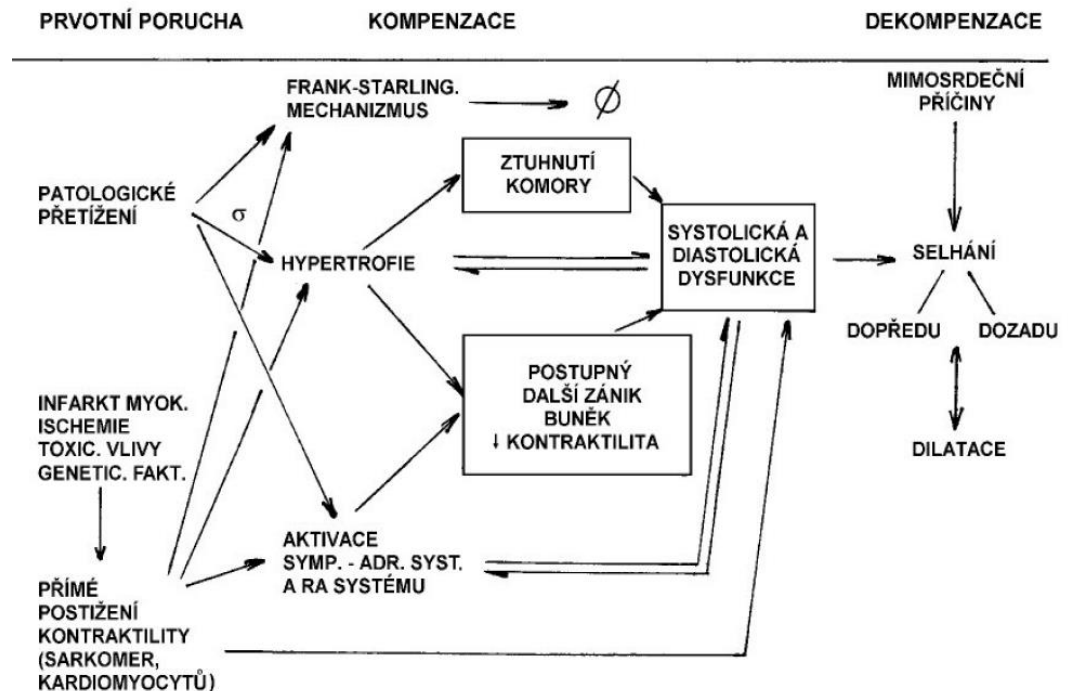 PRVOTNÍ PORUCHA
KOMPENZACE
DEKOMPENZACE
FRANK-STARLING.
MECHANIZMUS
Ø
MIMOSRDEČNÍ
PŘÍČINY
ZTUHNUTÍ
KOMORY
PATOLOGICKÉ
PŘETÍŽENÍ
σ
HYPERTROFIE
SYSTOLICKÁ A
DIASTOLICKÁ
DYSFUNKCE
SELHÁNÍ
DOPŘEDU
DOZADU
POSTUPNÝ
DALŠÍ ZÁNIK
BUNĚK
↓ KONTRAKTILITA
INFARKT MYOK.
ISCHEMIE
TOXIC. VLIVY
GENETIC. FAKT.
DILATACE
AKTIVACE
SYMP. - ADR. SYST.
A RA SYSTÉMU
PŘÍMÉ
POSTIŽENÍ
KONTRAKTILITY
(SARKOMER,
KARDIOMYOCYTŮ)